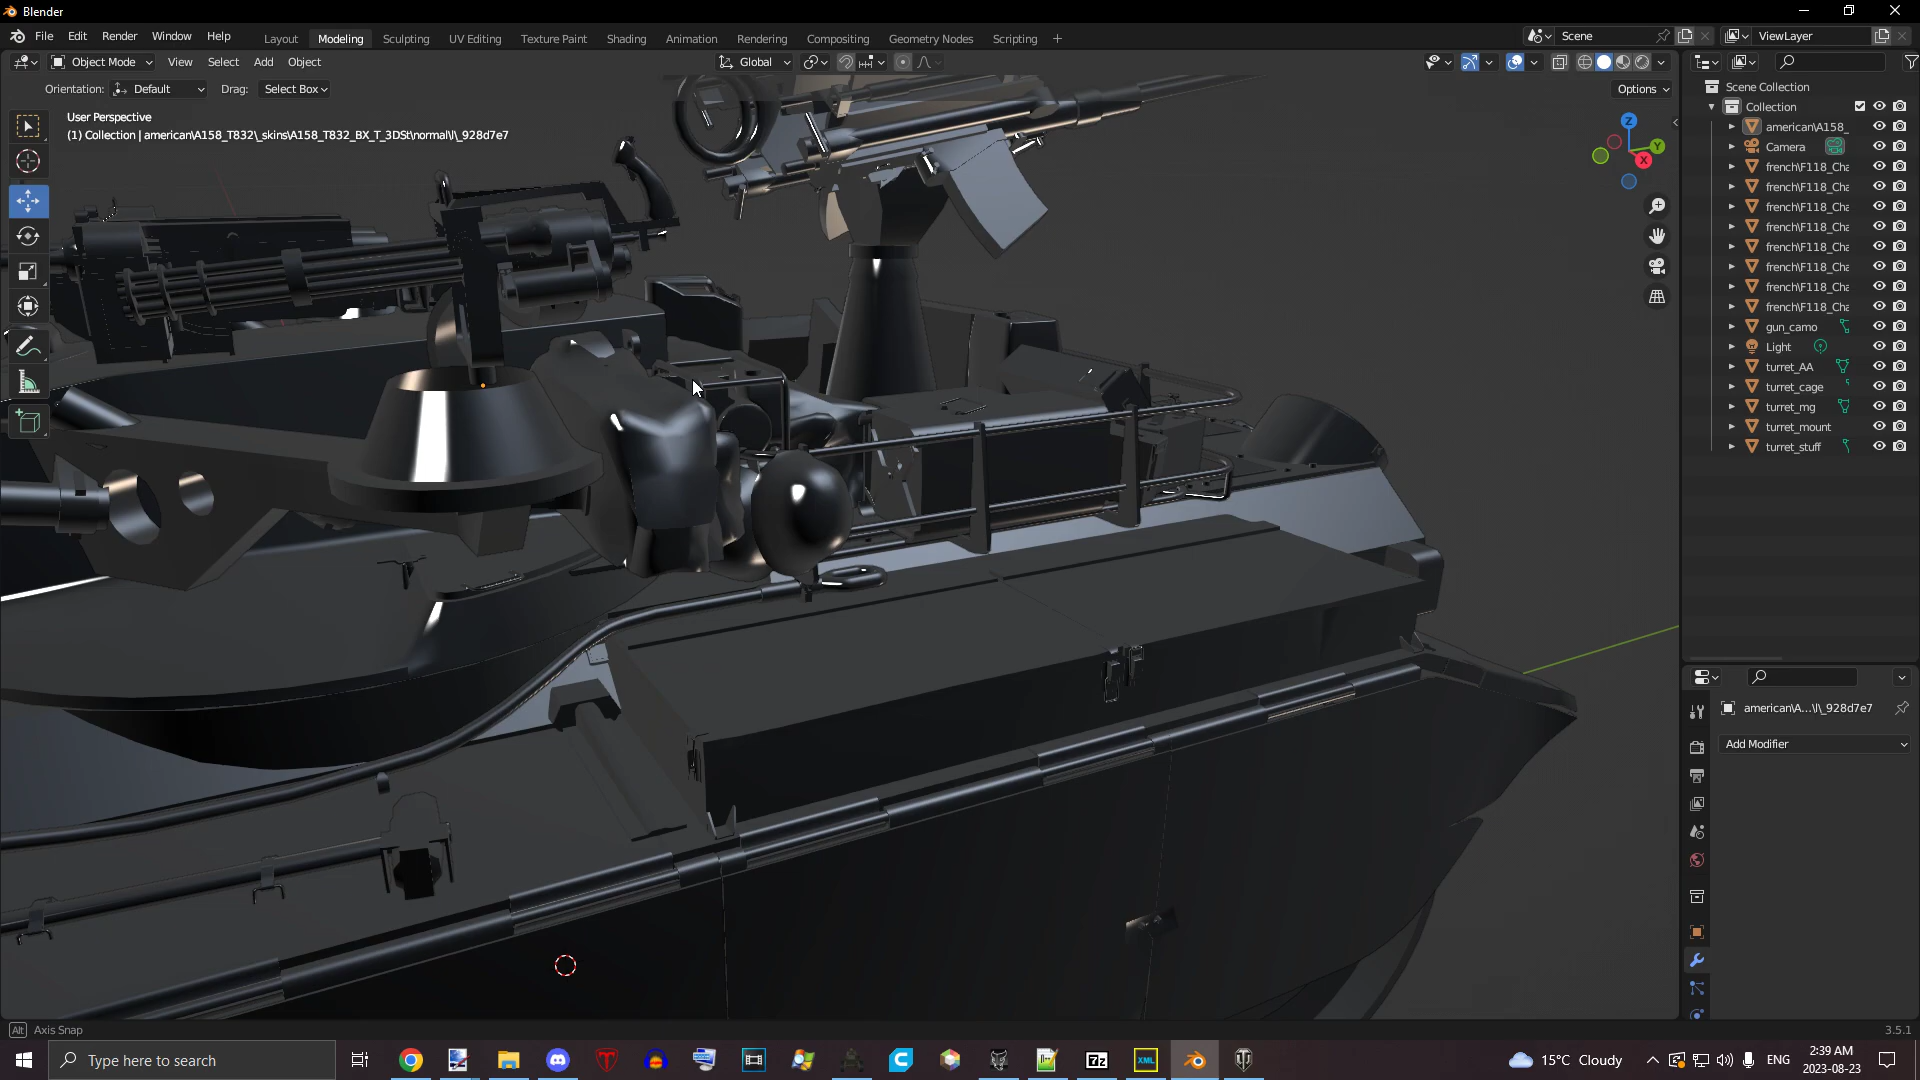 Blender
File Edit Render Window Help
Layout Modeling Sculpting UV Editing Texture Paint Shading Animation Rendering Compositing Geometry Nodes Scripting +
Scene
ViewLayer
Object Mode View Select Add Object
Global
Orientation: Default Drag: Select Box
Options
User Perspective
(1) Collection | american\A158_T832\_skins\A158_T832_BX_T_3DSt\normal\l\_928d7e7
Z
Y
X
Scene Collection
Collection
american\A158_
Camera
french\F118_Cha
french\F118_Cha
french\F118_Cha
french\F118_Cha
french\F118_Cha
french\F118_Cha
french\F118_Cha
french\F118_Cha
gun_camo
Light
turret_AA
turret_cage
turret_mg
turret_mount
turret_stuff
american\A...\l\_928d7e7
Add Modifier
Alt Axis Snap
3.5.1
Type here to search
7z
XML
15°C Cloudy
ENG
2:39 AM
2023-08-23